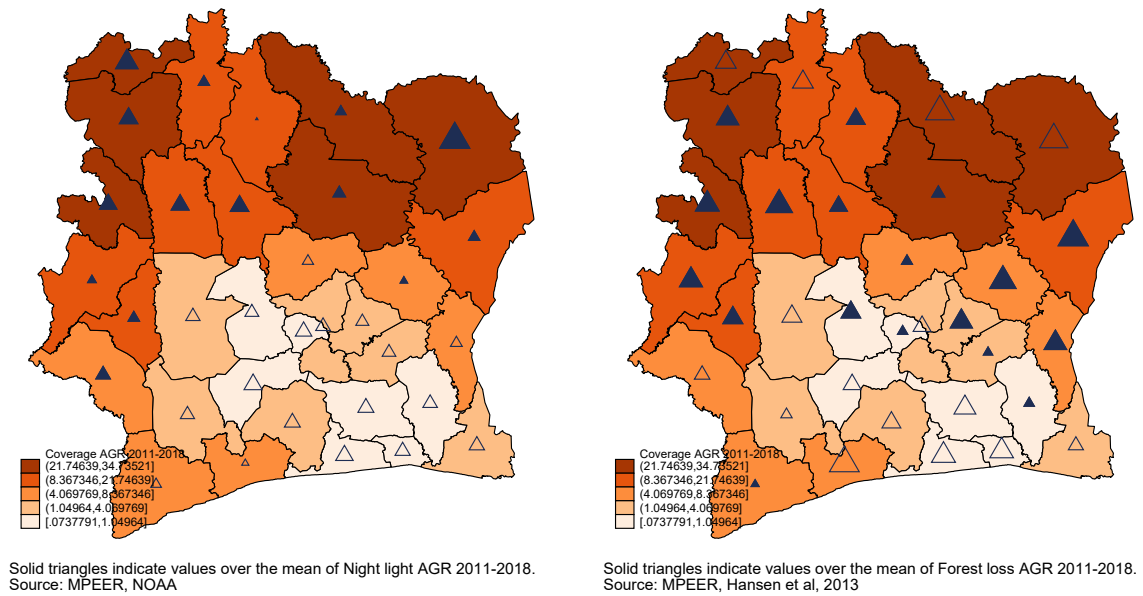 Coverage AGR 2011-2018
(21.74639,34.73521]
(8.367346,21.74639]
(4.069769,8.367346]
(1.04964,4.069769]
[.0737791,1.04964]
Solid triangles indicate values over the mean of Night light AGR 2011-2018.
Source: MPEER, NOAA
Coverage AGR 2011-2018
(21.74639,34.73521]
(8.367346,21.74639]
(4.069769,8.367346]
(1.04964,4.069769]
[.0737791,1.04964]
Solid triangles indicate values over the mean of Forest loss AGR 2011-2018.
Source: MPEER, Hansen et al, 2013